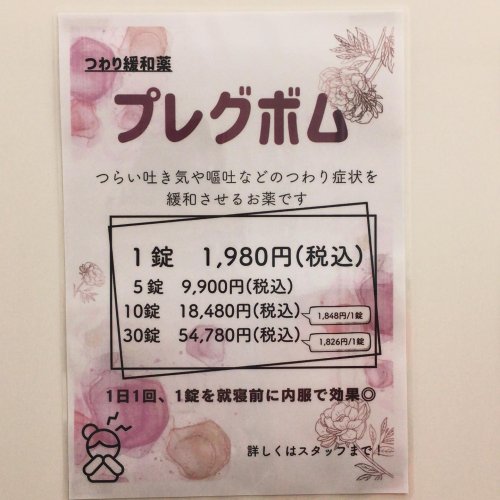 つわり緩和薬
プレグボム
つらい吐き気や嘔吐などのつわり症状を
緩和させるお薬です
1錠 1,980円(税込)
5錠 9,900円(税込)
10錠 18,480円(税込) 1,848円/1錠
30錠 54,780円(税込) 1,826円/1錠
1日1回、1錠を就寝前に内服で効果◎
詳しくはスタッフまで!